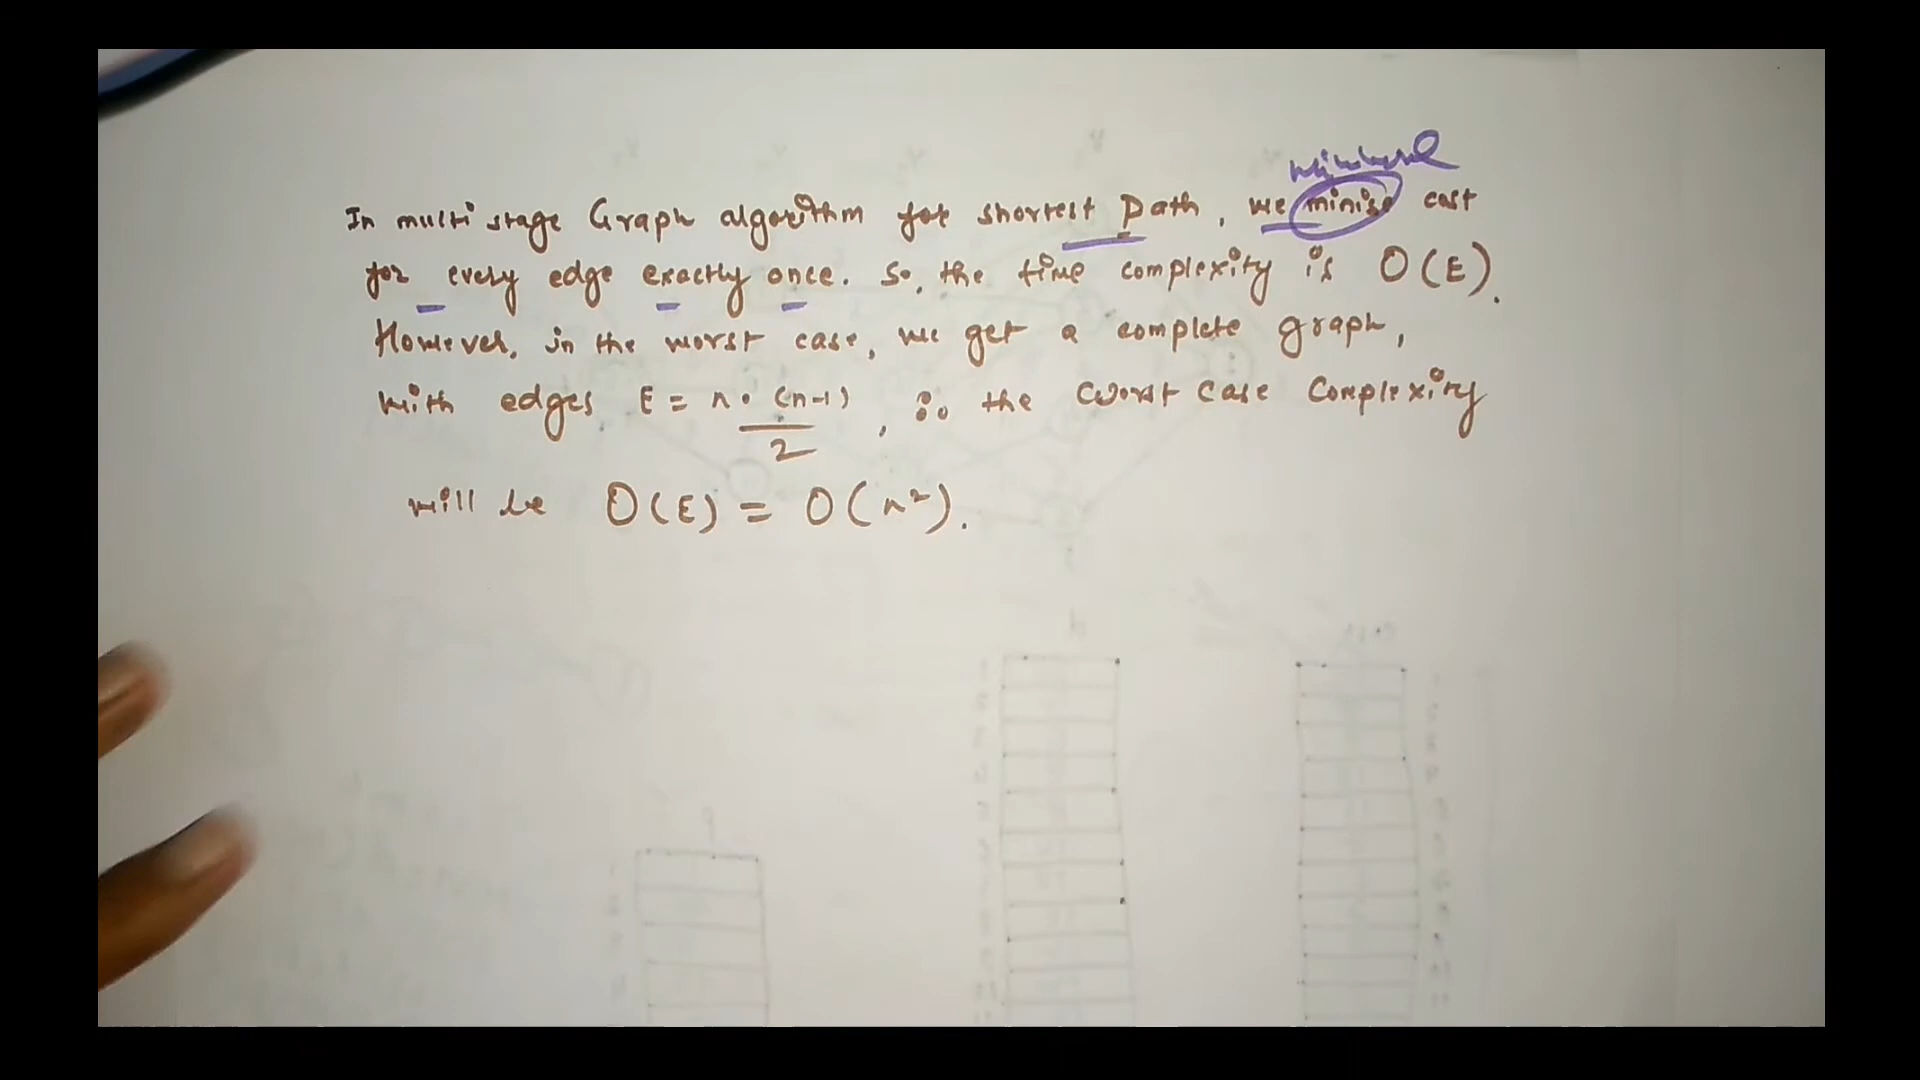 minimise
In multi stage Graph algorithm for shortest path, we minise cost
for every edge exactly once. So, the time complexity is O(E).
However, in the worst case, we get a complete graph,
with edges E = n·(n-1)/2, ∴ the worst case Complexity
will be O(E) = O(n²).